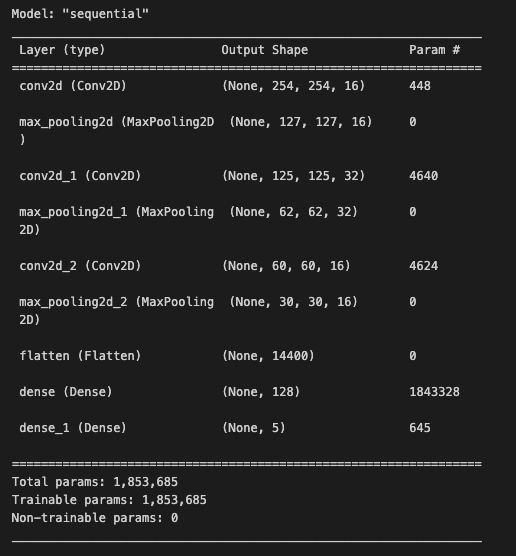 Model: "sequential"
Layer (type) Output Shape Param #
=================================================================
conv2d (Conv2D) (None, 254, 254, 16) 448
max_pooling2d (MaxPooling2D (None, 127, 127, 16) 0
)
conv2d_1 (Conv2D) (None, 125, 125, 32) 4640
max_pooling2d_1 (MaxPooling (None, 62, 62, 32) 0
2D)
conv2d_2 (Conv2D) (None, 60, 60, 16) 4624
max_pooling2d_2 (MaxPooling (None, 30, 30, 16) 0
2D)
flatten (Flatten) (None, 14400) 0
dense (Dense) (None, 128) 1843328
dense_1 (Dense) (None, 5) 645
=================================================================
Total params: 1,853,685
Trainable params: 1,853,685
Non-trainable params: 0